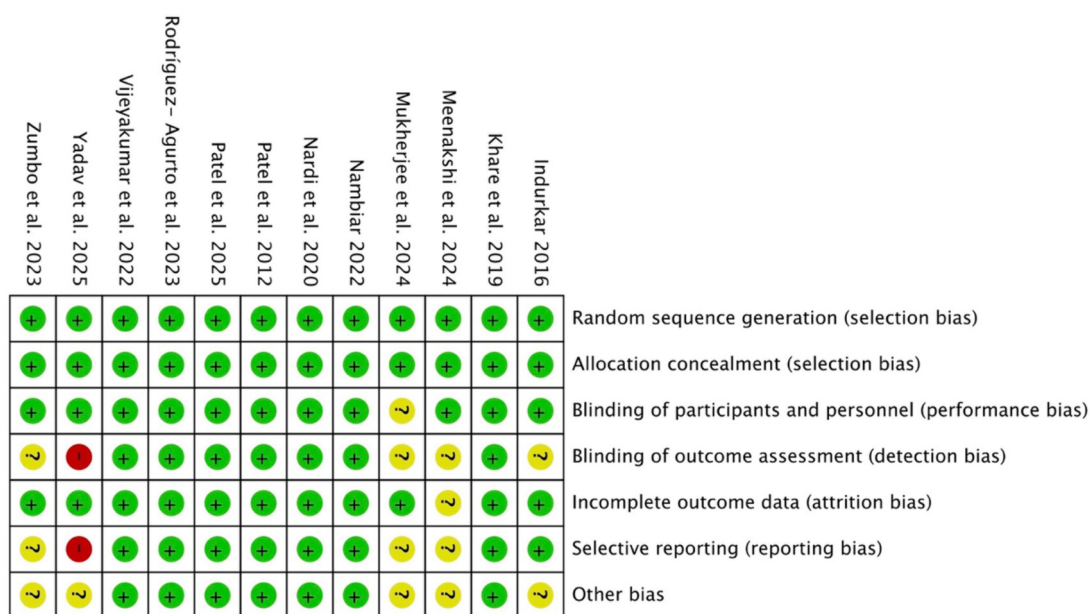 Zumbo et al. 2023
Yadav et al. 2025
Vijeyakumar et al. 2022
Rodríguez- Agurto et al. 2023
Patel et al. 2025
Patel et al. 2012
Nardi et al. 2020
Nambiar 2022
Mukherjee et al. 2024
Meenakshi et al. 2024
Khare et al. 2019
Indurkar 2016
+ + + + + + + + + + + + Random sequence generation (selection bias)
+ + + + + + + + + + + + Allocation concealment (selection bias)
+ + + + + + + + ? + + + Blinding of participants and personnel (performance bias)
? - + + + + + + ? ? + ? Blinding of outcome assessment (detection bias)
+ + + + + + + + + ? + + Incomplete outcome data (attrition bias)
? - + + + + + + ? ? + + Selective reporting (reporting bias)
? ? + + + + + + ? ? + ? Other bias